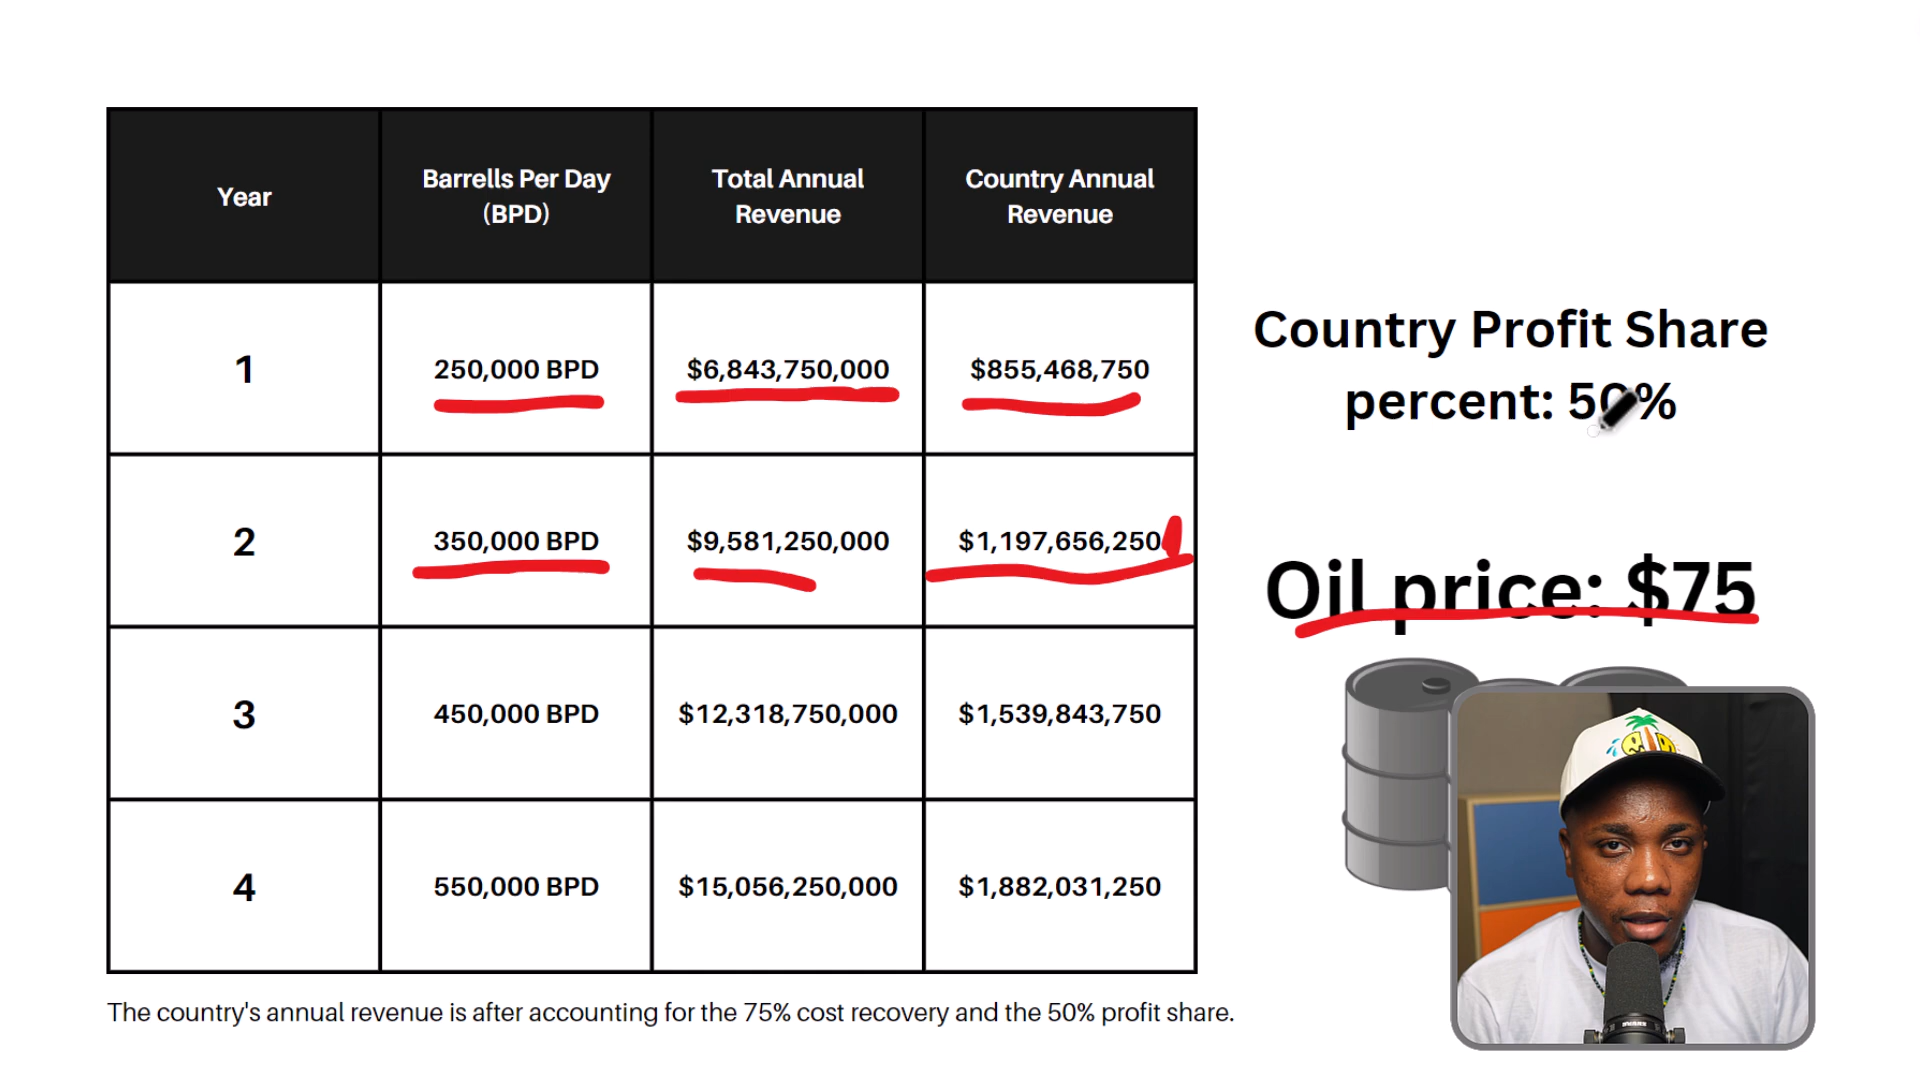 Year
Barrells Per Day
(BPD)
Total Annual
Revenue
Country Annual
Revenue
1
250,000 BPD
$6,843,750,000
$855,468,750
2
350,000 BPD
$9,581,250,000
$1,197,656,250
3
450,000 BPD
$12,318,750,000
$1,539,843,750
4
550,000 BPD
$15,056,250,000
$1,882,031,250
The country's annual revenue is after accounting for the 75% cost recovery and the 50% profit share.
Country Profit Share
percent: 50%
Oil price: $75